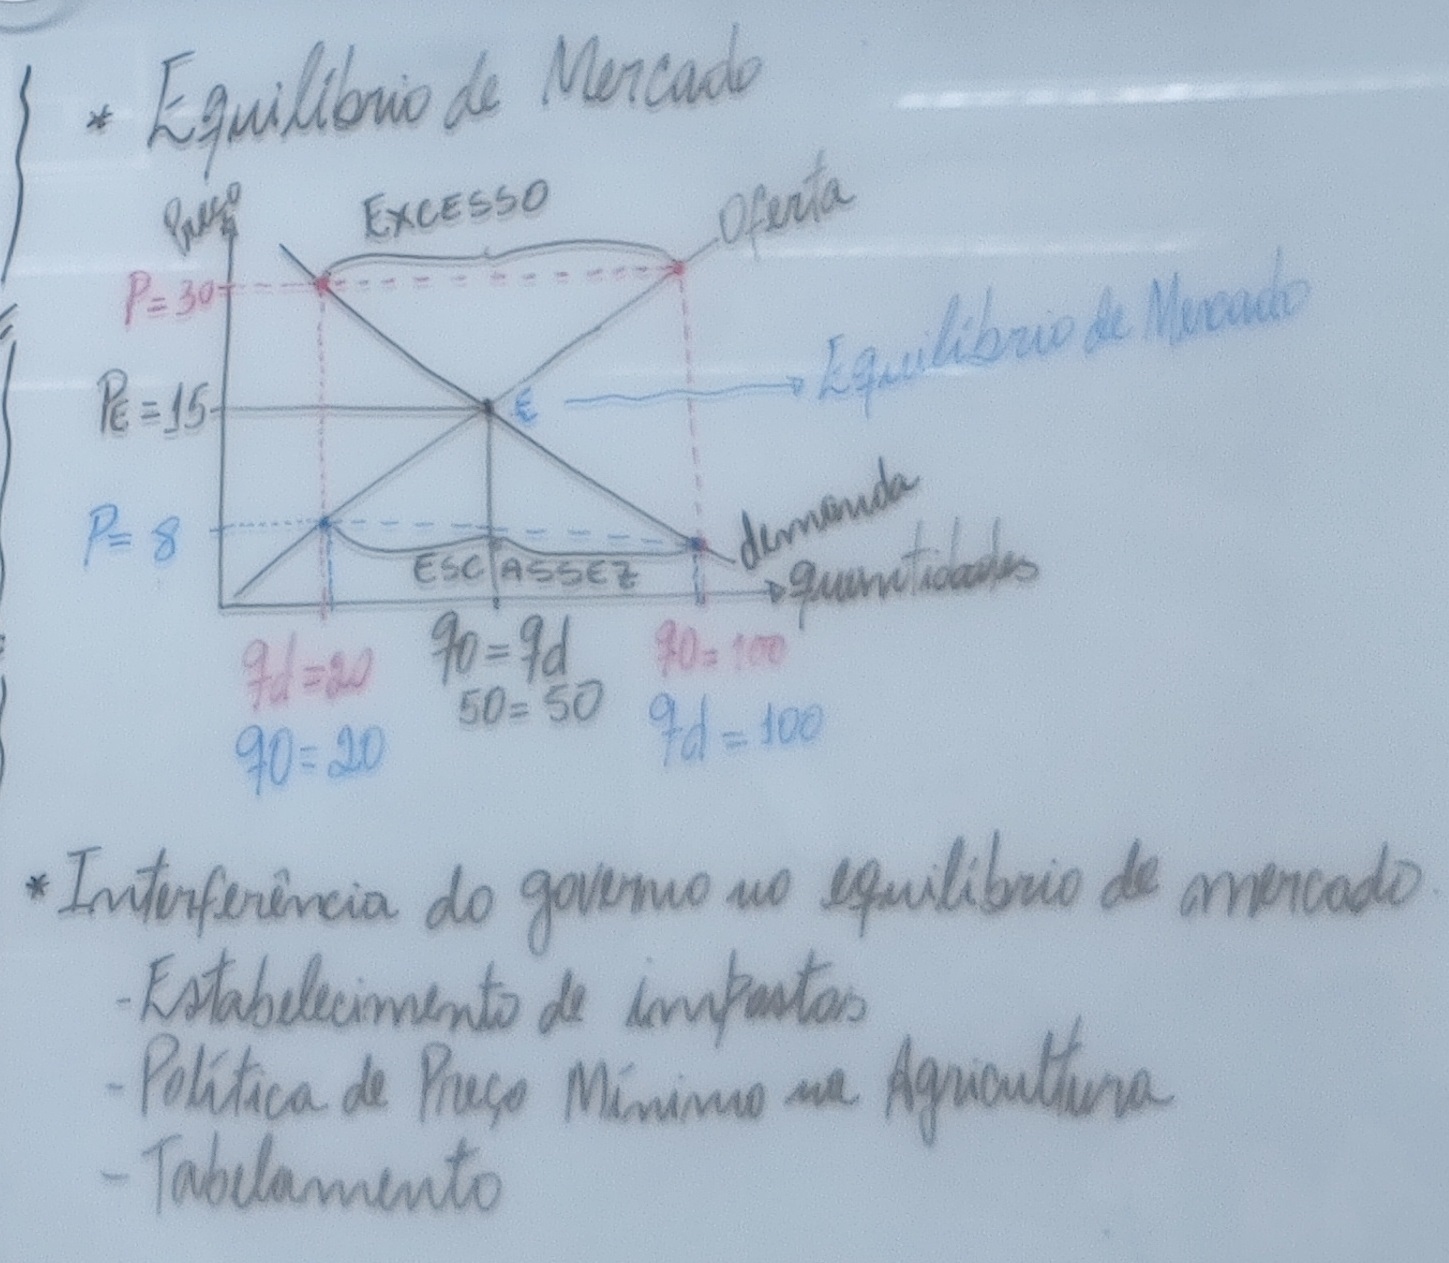 * Equilíbrio de Mercado
Preço
EXCESSO
Oferta
P=30
Equilíbrio de Mercado
PE=15
E
P=8
demanda
ESCASSEZ
quantidades
qd=20
qo=qd
qo=100
50=50
qo=20
qd=100
* Interferência do governo no equilíbrio de mercado.
- Estabelecimento de impostos
- Política de Preço Mínimo na Agricultura
- Tabelamento